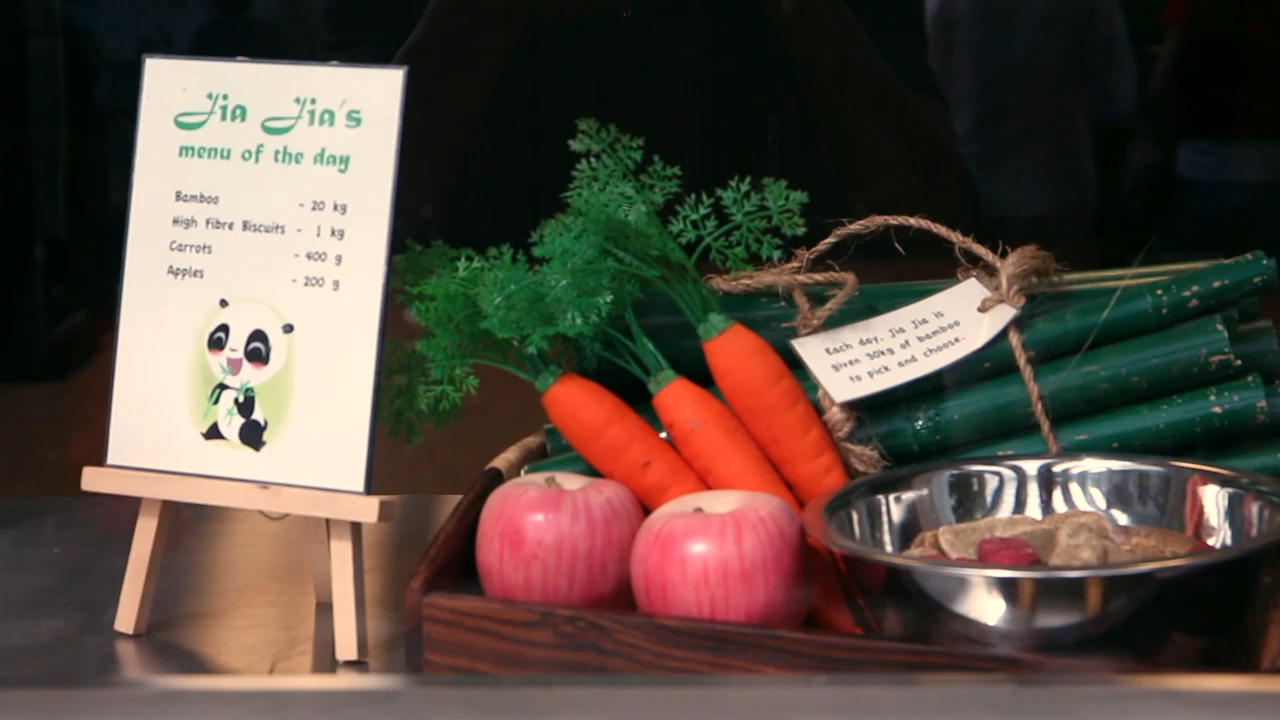 Jia Jia's
menu of the day
Bamboo - 20 kg
High Fibre Biscuits - 1 kg
Carrots - 400 g
Apples - 200 g
Each day, Jia Jia is
given 30kg of bamboo
to pick and choose.